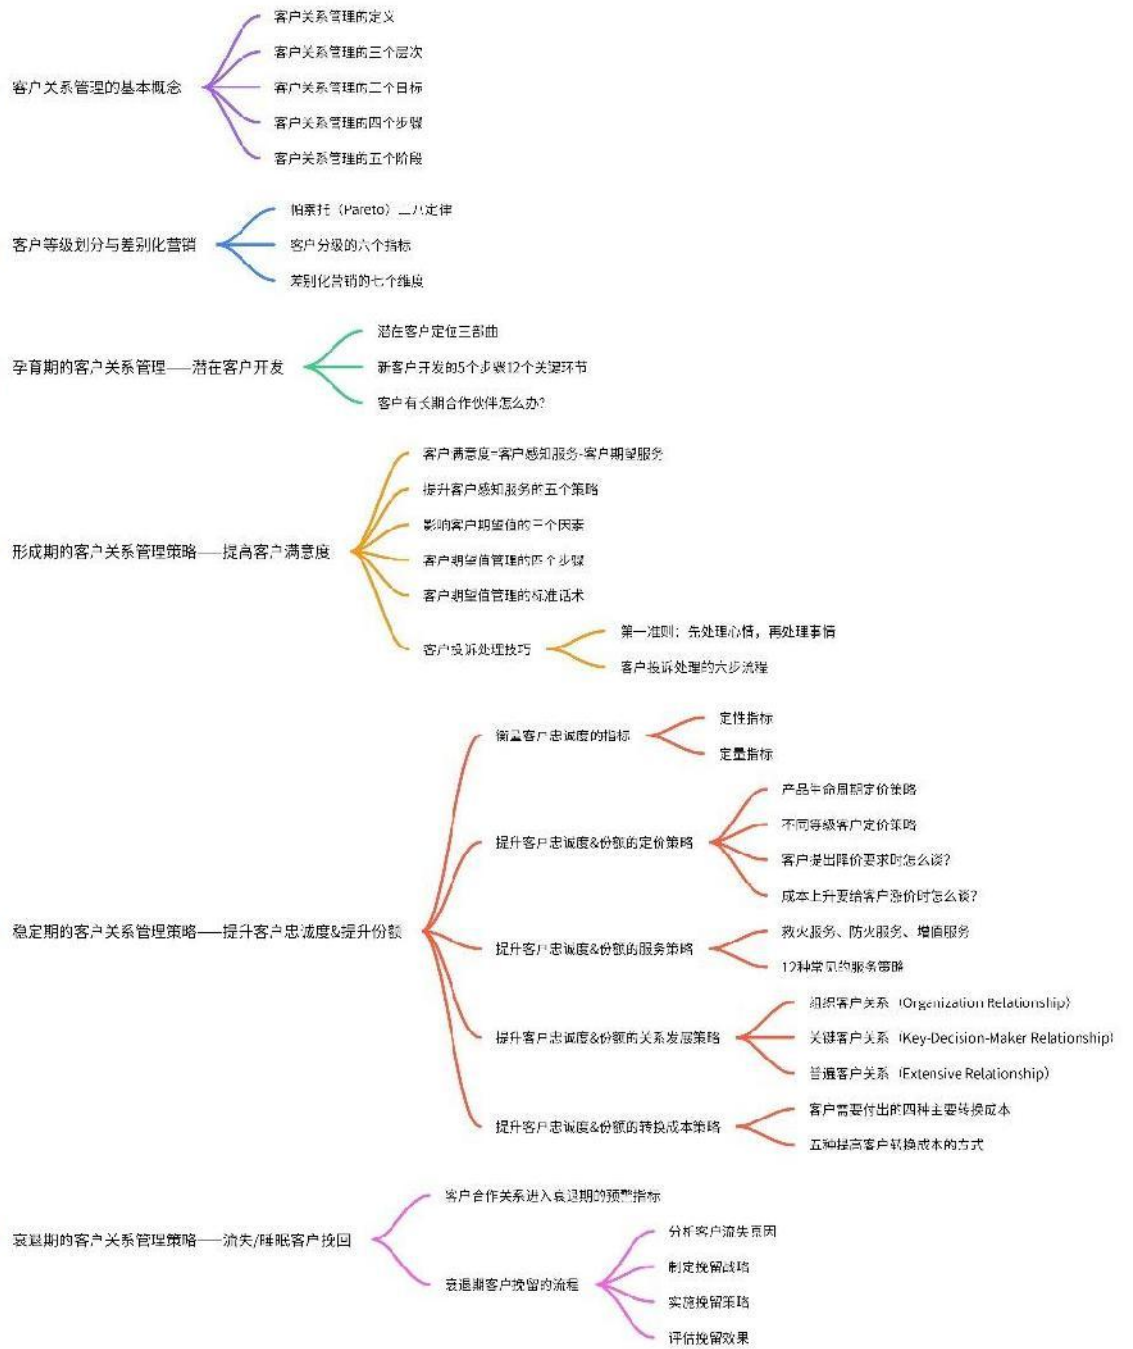 客户关系管理的基本概念
客户关系管理的定义
客户关系管理的三个层次
客户关系管理的三个目标
客户关系管理的四个步骤
客户关系管理的五个阶段
客户等级划分与差别化营销
帕累托（Pareto）二八定律
客户分级的六个指标
差别化营销的七个维度
孕育期的客户关系管理——潜在客户开发
潜在客户定位三部曲
新客户开发的5个步骤12个关键环节
客户有长期合作伙伴怎么办？
形成期的客户关系管理策略——提高客户满意度
客户满意度=客户感知服务-客户期望服务
提升客户感知服务的五个策略
影响客户期望值的三个因素
客户期望值管理的四个步骤
客户期望值管理的标准话术
客户投诉处理技巧
第一准则：先处理心情，再处理事情
客户投诉处理的六步流程
稳定期的客户关系管理策略——提升客户忠诚度&提升份额
衡量客户忠诚度的指标
定性指标
定量指标
提升客户忠诚度&份额的定价策略
产品生命周期定价策略
不同等级客户定价策略
客户提出降价要求时怎么谈？
成本上升要给客户涨价时怎么谈？
提升客户忠诚度&份额的服务策略
救火服务、防火服务、增值服务
12种常见的服务策略
提升客户忠诚度&份额的关系发展策略
组织客户关系（Organization Relationship）
关键客户关系（Key-Decision-Maker Relationship）
普遍客户关系（Extensive Relationship）
提升客户忠诚度&份额的转换成本策略
客户需要付出的四种主要转换成本
五种提高客户转换成本的方式
衰退期的客户关系管理策略——流失/睡眠客户挽回
客户合作关系进入衰退期的预警指标
衰退期客户挽留的流程
分析客户流失原因
制定挽留战略
实施挽留策略
评估挽留效果